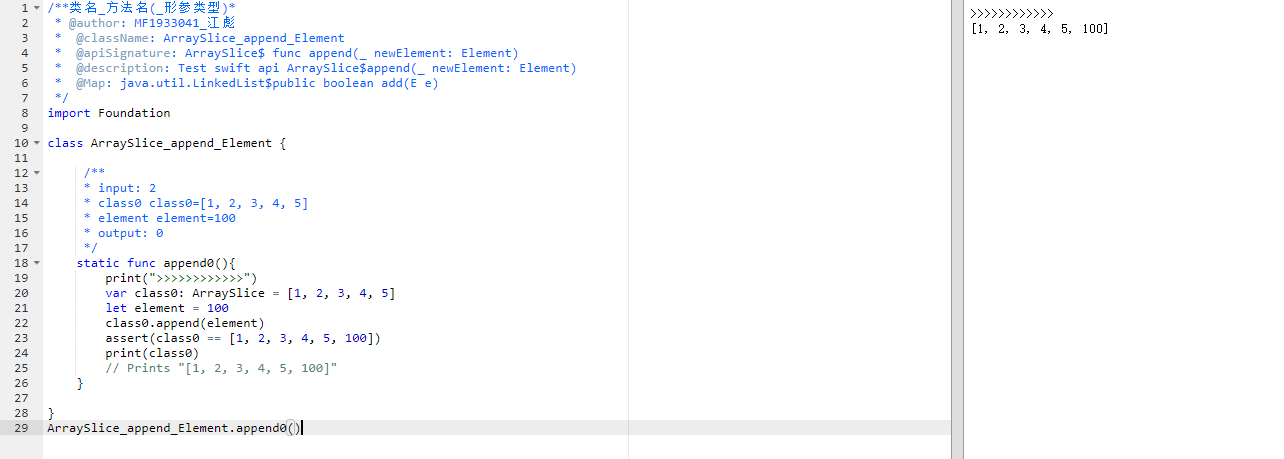 1 /**类名_方法名(_形参类型)*
2 * @author: MF1933041_江彪
3 *  @className: ArraySlice_append_Element
4 *  @apiSignature: ArraySlice$ func append(_ newElement: Element)
5 *  @description: Test swift api ArraySlice$append(_ newElement: Element)
6 *  @Map: java.util.LinkedList$public boolean add(E e)
7 */
8 import Foundation
9
10 class ArraySlice_append_Element {
11
12 /**
13 * input: 2
14 * class0 class0=[1, 2, 3, 4, 5]
15 * element element=100
16 * output: 0
17 */
18 static func append0(){
19 print(">>>>>>>>>>>>")
20 var class0: ArraySlice = [1, 2, 3, 4, 5]
21 let element = 100
22 class0.append(element)
23 assert(class0 == [1, 2, 3, 4, 5, 100])
24 print(class0)
25 // Prints "[1, 2, 3, 4, 5, 100]"
26 }
27
28 }
29 ArraySlice_append_Element.append0()
>>>>>>>>>>>>
[1, 2, 3, 4, 5, 100]